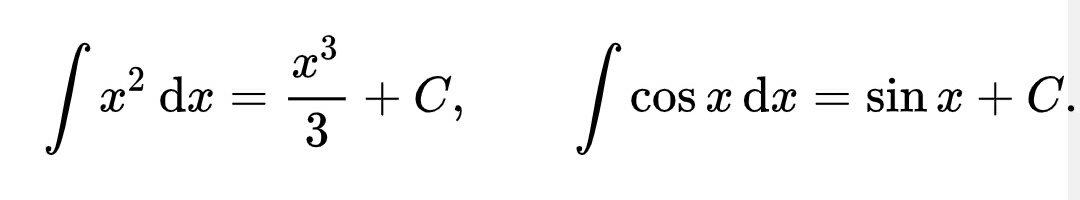 ∫ x² dx = x³/3 + C, ∫ cos x dx = sin x + C.